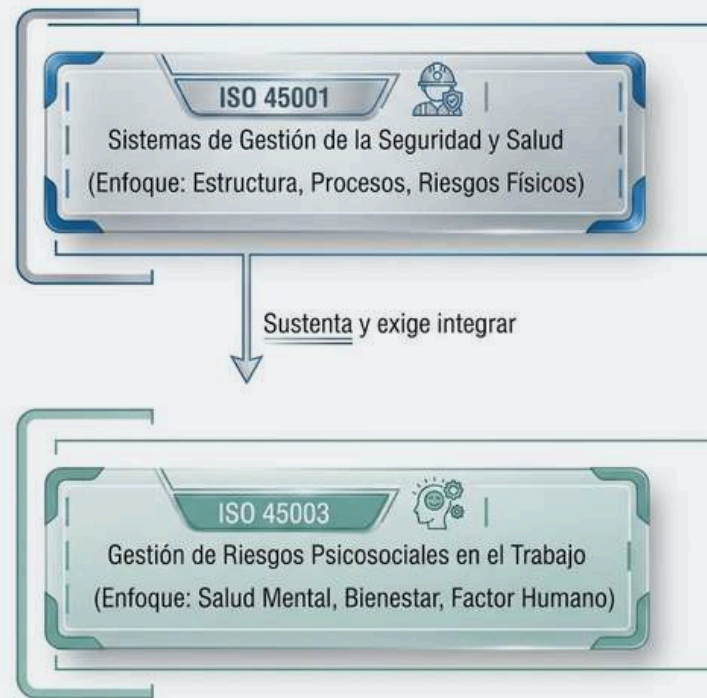 ISO 45001
Sistemas de Gestión de la Seguridad y Salud
(Enfoque: Estructura, Procesos, Riesgos Físicos)
Sustenta y exige integrar
ISO 45003
Gestión de Riesgos Psicosociales en el Trabajo
(Enfoque: Salud Mental, Bienestar, Factor Humano)